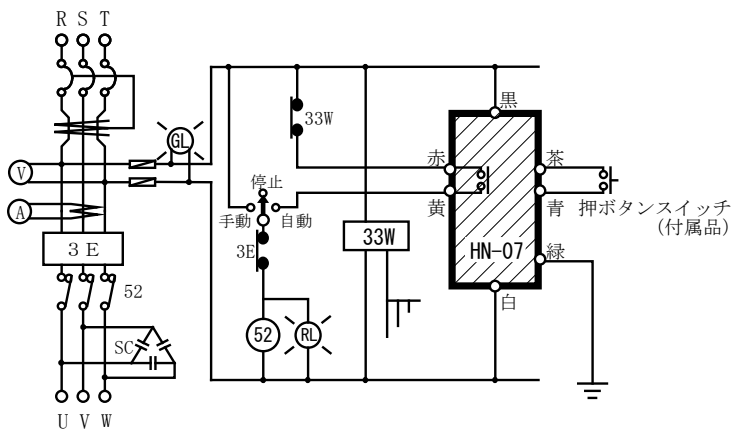 R S T
GL
33W
黒
赤
茶
V
停止
黄
青
押ボタンスイッチ
(付属品)
A
手動
自動
3E
3E
33W
HN-07
緑
52
白
SC
52
RL
U V W